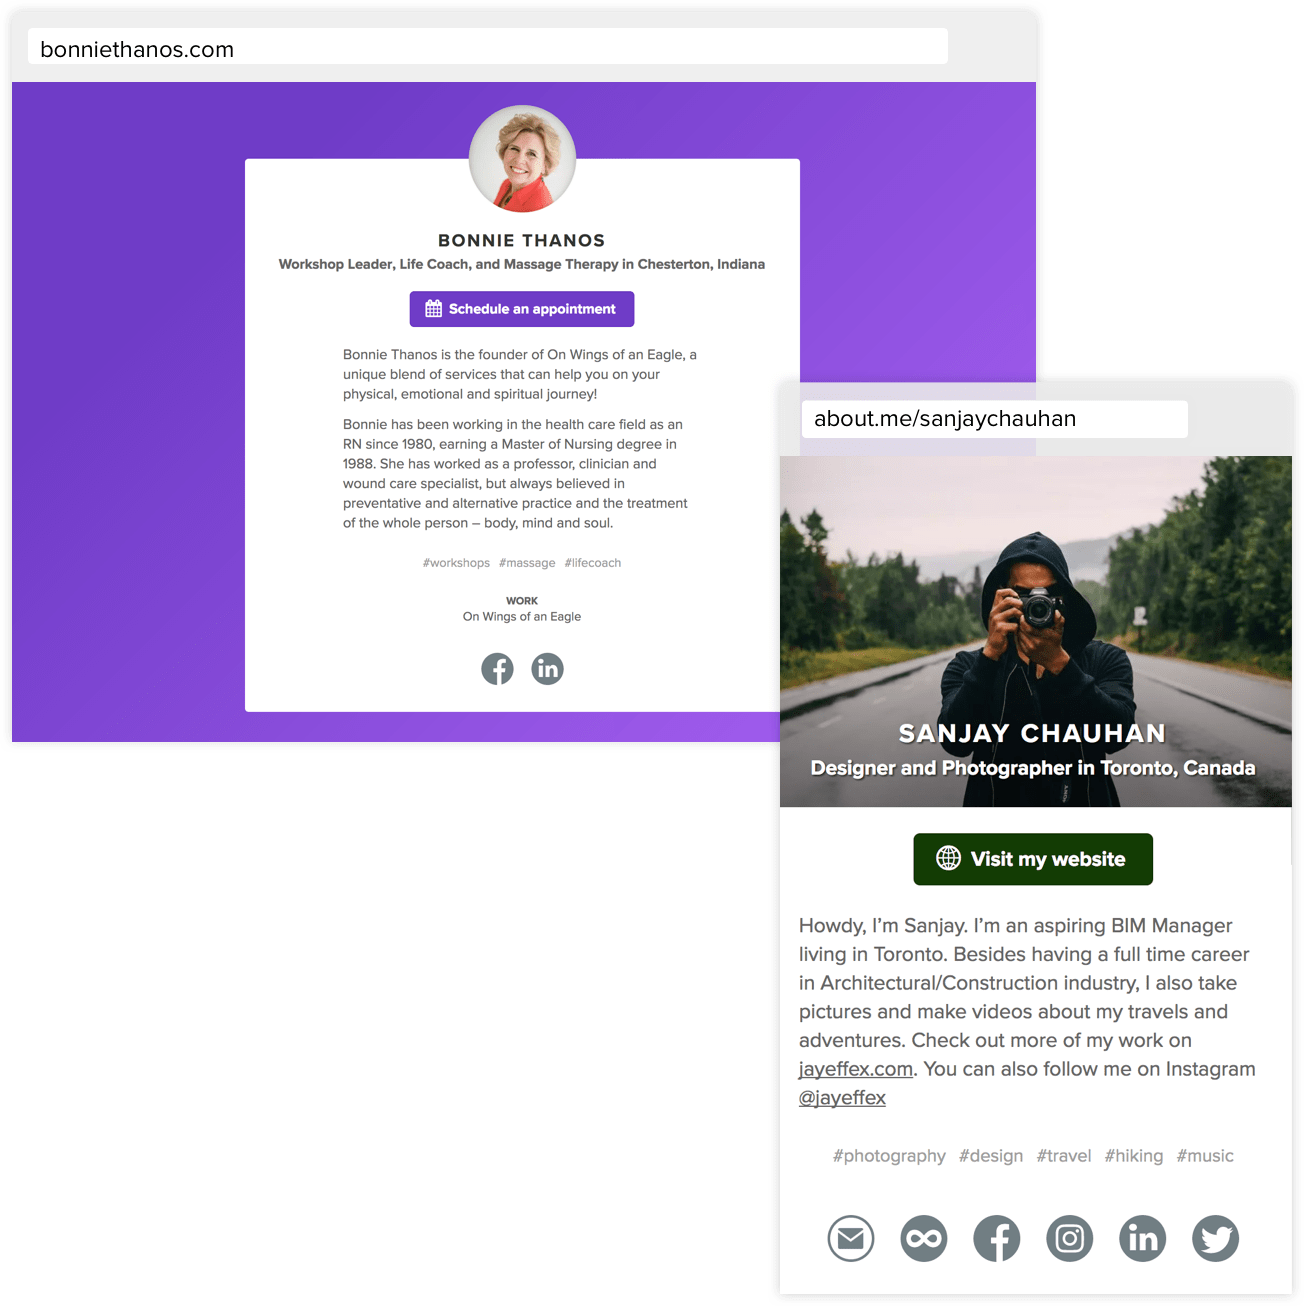 bonniethanos.com
BONNIE THANOS
Workshop Leader, Life Coach, and Massage Therapy in Chesterton, Indiana
Schedule an appointment
Bonnie Thanos is the founder of On Wings of an Eagle, a
unique blend of services that can help you on your
physical, emotional and spiritual journey!
Bonnie has been working in the health care field as an
RN since 1980, earning a Master of Nursing degree in
1988. She has worked as a professor, clinician and
wound care specialist, but always believed in
preventative and alternative practice and the treatment
of the whole person – body, mind and soul.
#workshops #massage #lifecoach
WORK
On Wings of an Eagle
about.me/sanjaychauhan
SANJAY CHAUHAN
Designer and Photographer in Toronto, Canada
Visit my website
Howdy, I’m Sanjay. I’m an aspiring BIM Manager
living in Toronto. Besides having a full time career
in Architectural/Construction industry, I also take
pictures and make videos about my travels and
adventures. Check out more of my work on
jayeffex.com. You can also follow me on Instagram
@jayeffex
#photography #design #travel #hiking #music